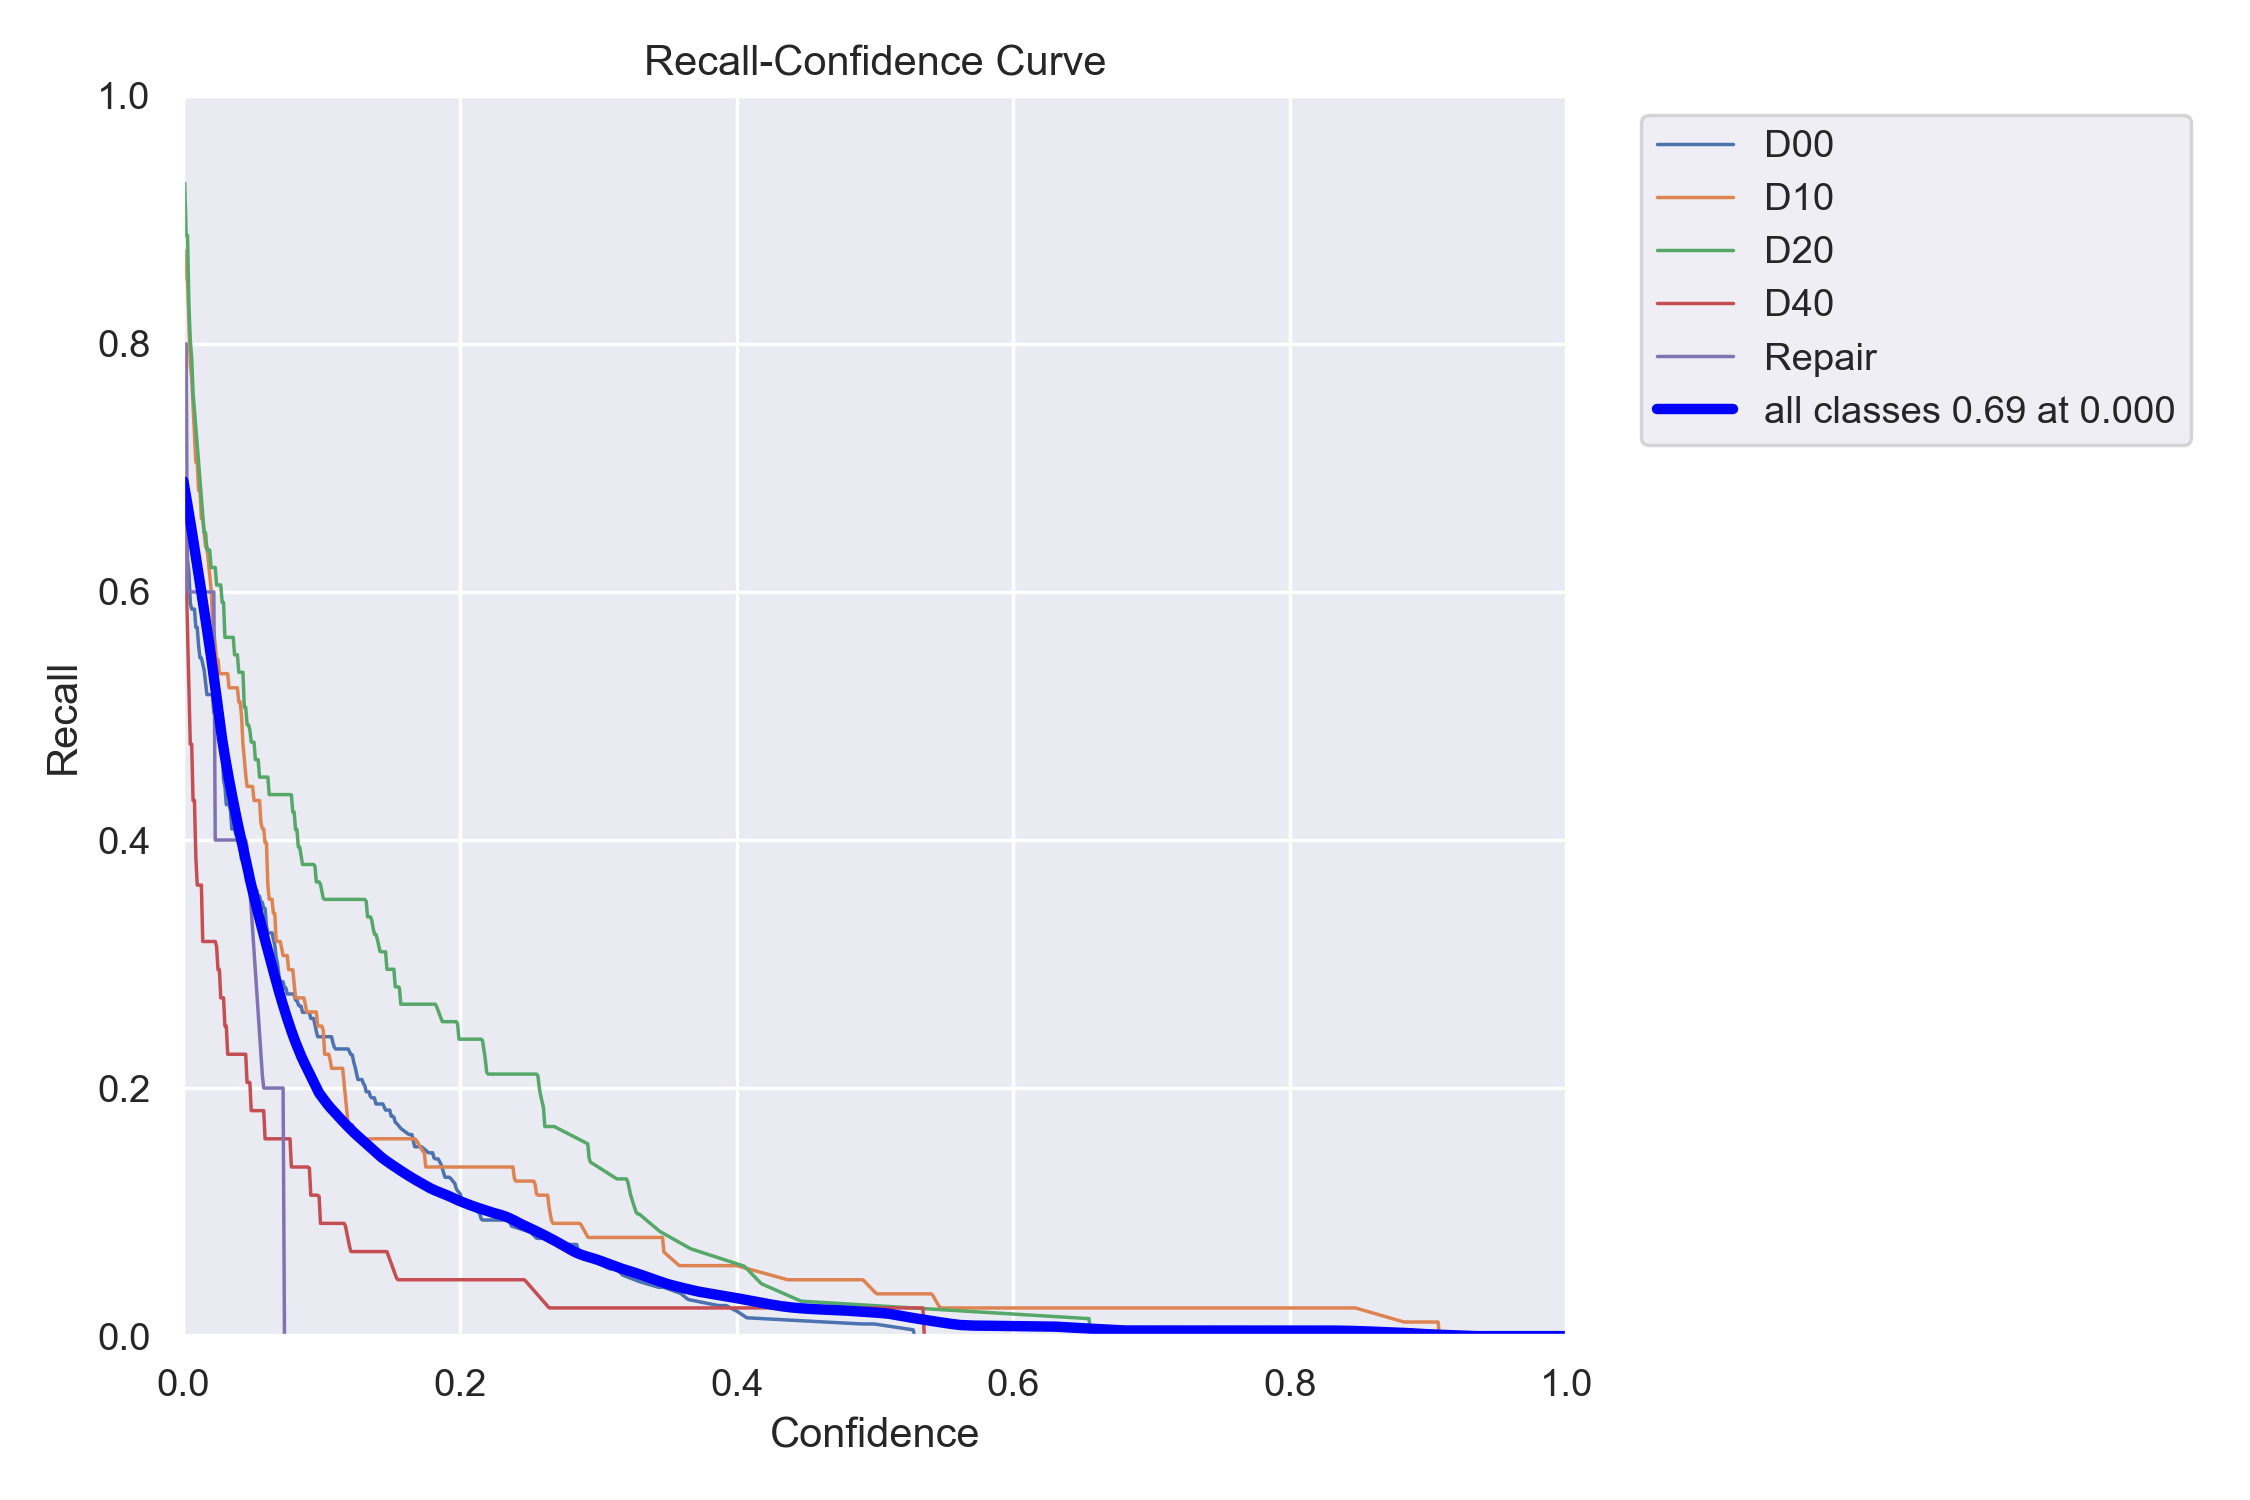 Recall-Confidence Curve
1.0
0.8
0.6
0.4
0.2
0.0
Recall
0.0 0.2 0.4 0.6 0.8 1.0
Confidence
D00
D10
D20
D40
Repair
all classes 0.69 at 0.000